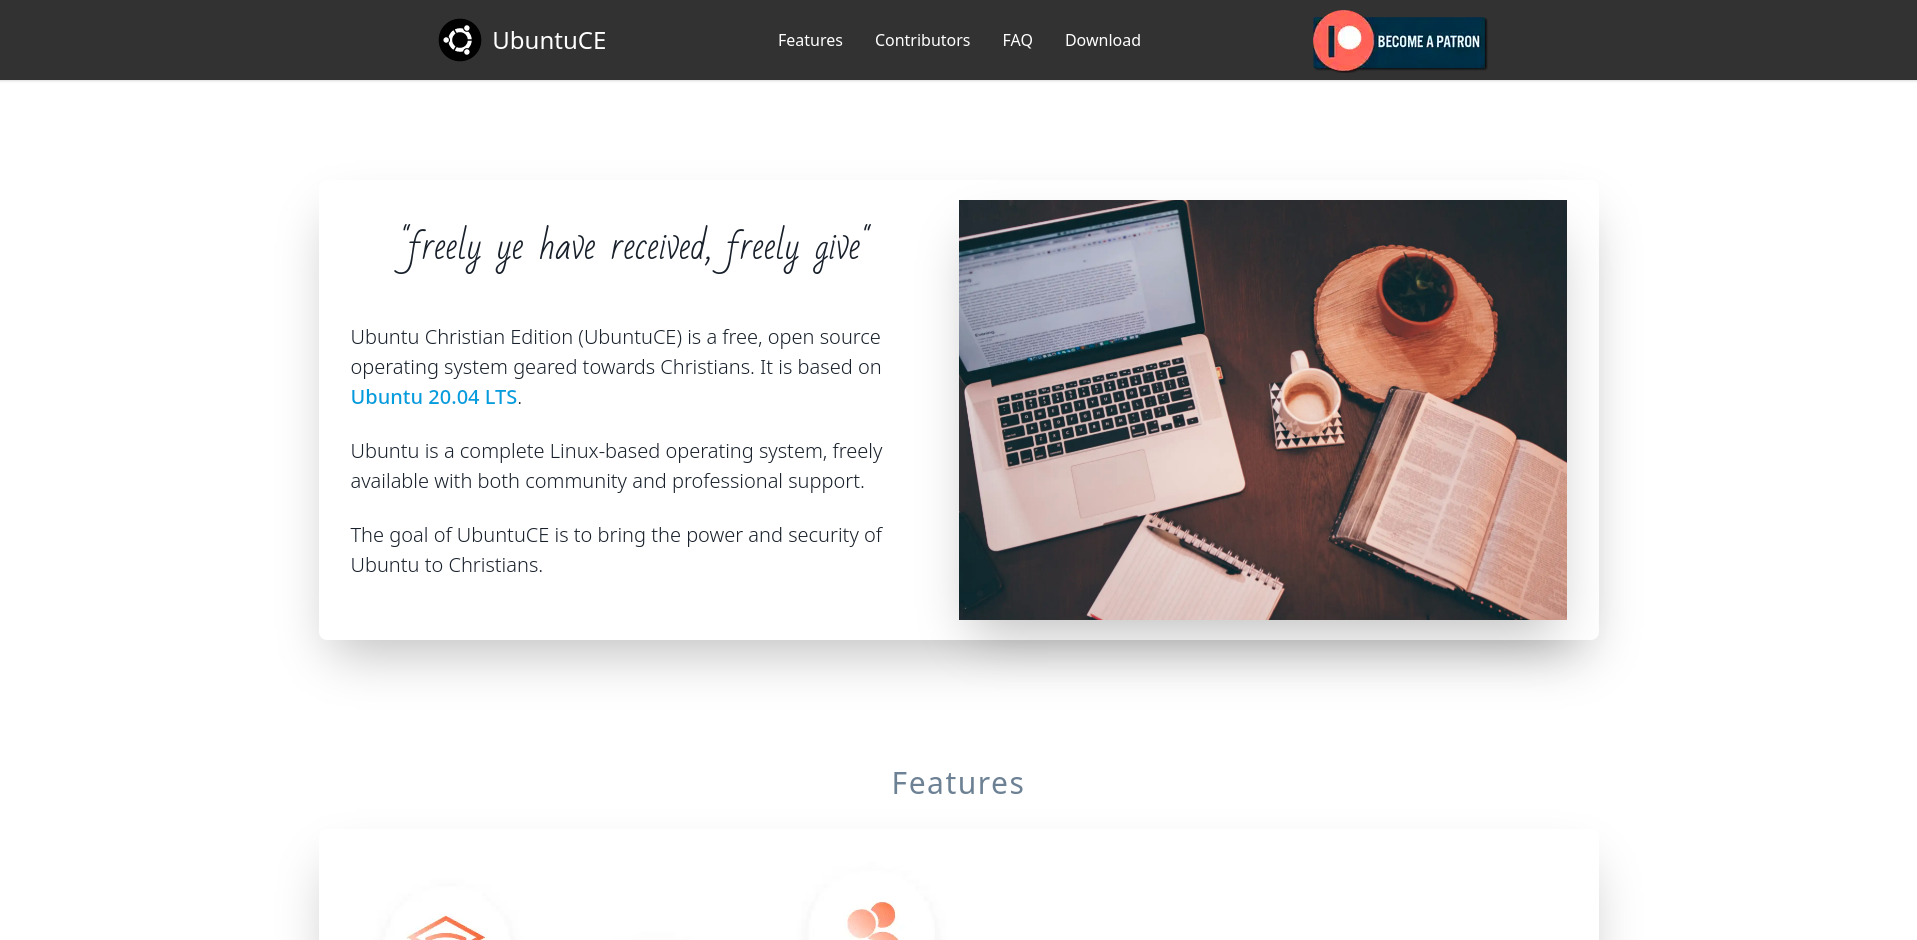 UbuntuCE
Features
Contributors
FAQ
Download
BECOME A PATRON
"freely ye have received, freely give"
Ubuntu Christian Edition (UbuntuCE) is a free, open source
operating system geared towards Christians. It is based on
Ubuntu 20.04 LTS.
Ubuntu is a complete Linux-based operating system, freely
available with both community and professional support.
The goal of UbuntuCE is to bring the power and security of
Ubuntu to Christians.
Features